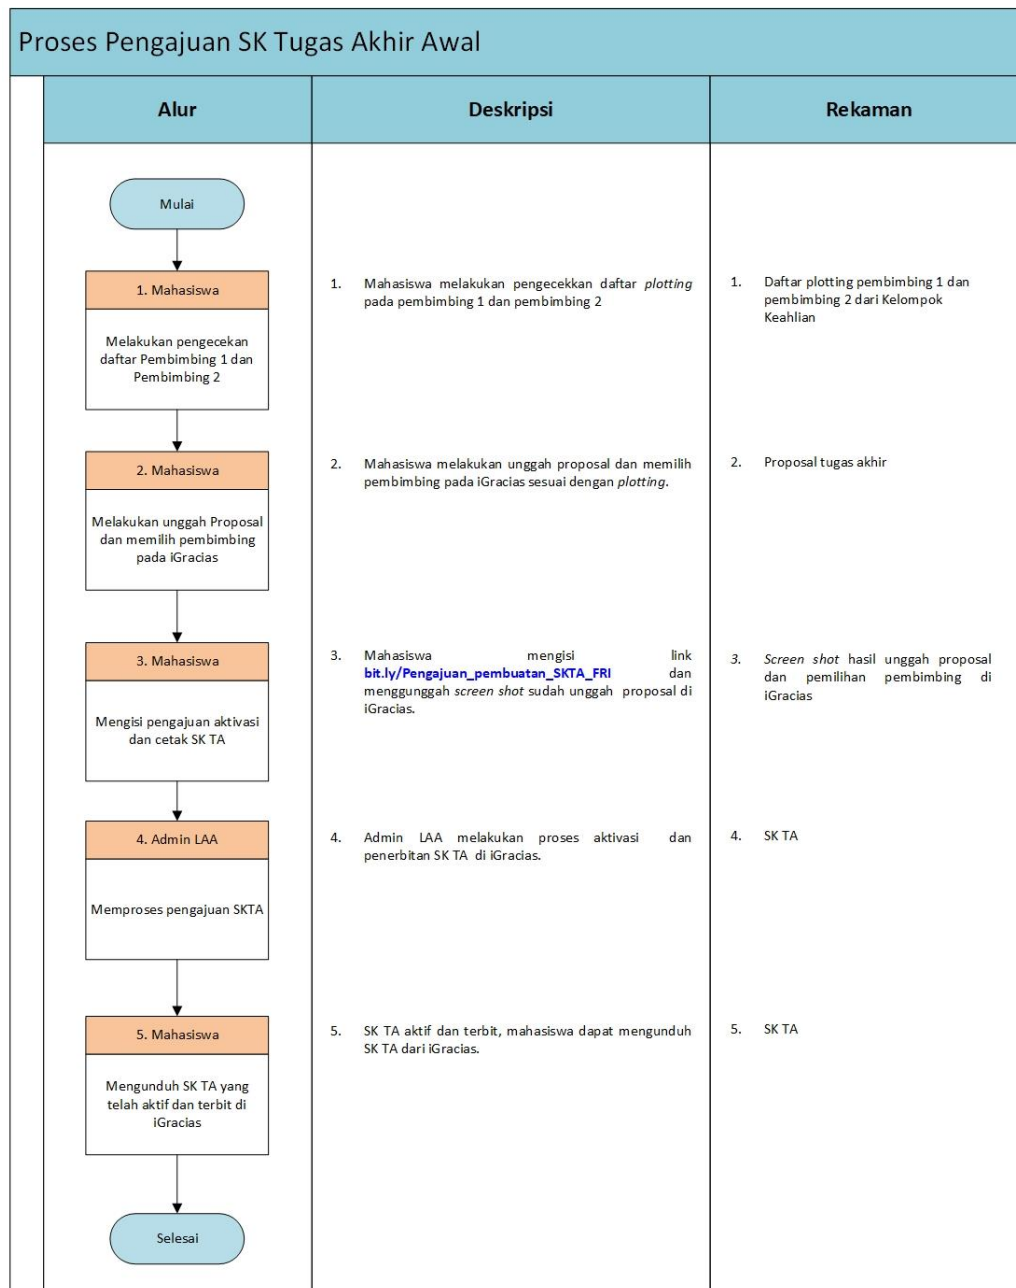 Proses Pengajuan SK Tugas Akhir Awal
Alur
Deskripsi
Rekaman
Mulai
1. Mahasiswa
Melakukan pengecekan
daftar Pembimbing 1 dan
Pembimbing 2
1. Mahasiswa melakukan pengecekkan daftar plotting
pada pembimbing 1 dan pembimbing 2
1. Daftar plotting pembimbing 1 dan
pembimbing 2 dari Kelompok
Keahlian
2. Mahasiswa
Melakukan unggah Proposal
dan memilih pembimbing
pada iGracias
2. Mahasiswa melakukan unggah proposal dan memilih
pembimbing pada iGracias sesuai dengan plotting.
2. Proposal tugas akhir
3. Mahasiswa
Mengisi pengajuan aktivasi
dan cetak SK TA
3. Mahasiswa mengisi link
bit.ly/Pengajuan_pembuatan_SKTA_FRI dan
menggunggah screen shot sudah unggah proposal di
iGracias.
3. Screen shot hasil unggah proposal
dan pemilihan pembimbing di
iGracias
4. Admin LAA
Memproses pengajuan SKTA
4. Admin LAA melakukan proses aktivasi dan
penerbitan SK TA di iGracias.
4. SK TA
5. Mahasiswa
Mengunduh SK TA yang
telah aktif dan terbit di
iGracias
5. SK TA aktif dan terbit, mahasiswa dapat mengunduh
SK TA dari iGracias.
5. SK TA
Selesai